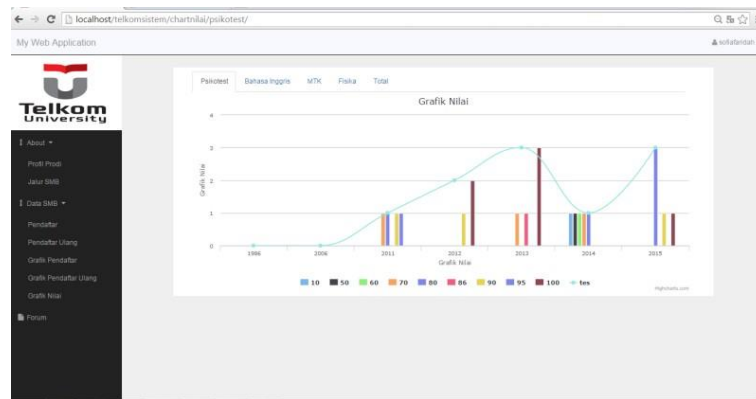 localhost/telkomsistem/chartnilai/psikotest/
My Web Application
sofiafaridah
Telkom
University
About
Profil Prodi
Jalur SMB
Data SMB
Pendaftar
Pendaftar Ulang
Grafik Pendaftar
Grafik Pendaftar Ulang
Grafik Nilai
Forum
Psikotest Bahasa Inggris MTK Fisika Total
Grafik Nilai
Grafik Nilai
4
3
2
1
0
1996 2006 2011 2012 2013 2014 2015
Grafik Nilai
10 50 60 70 80 86 90 95 100 tes
Highcharts.com